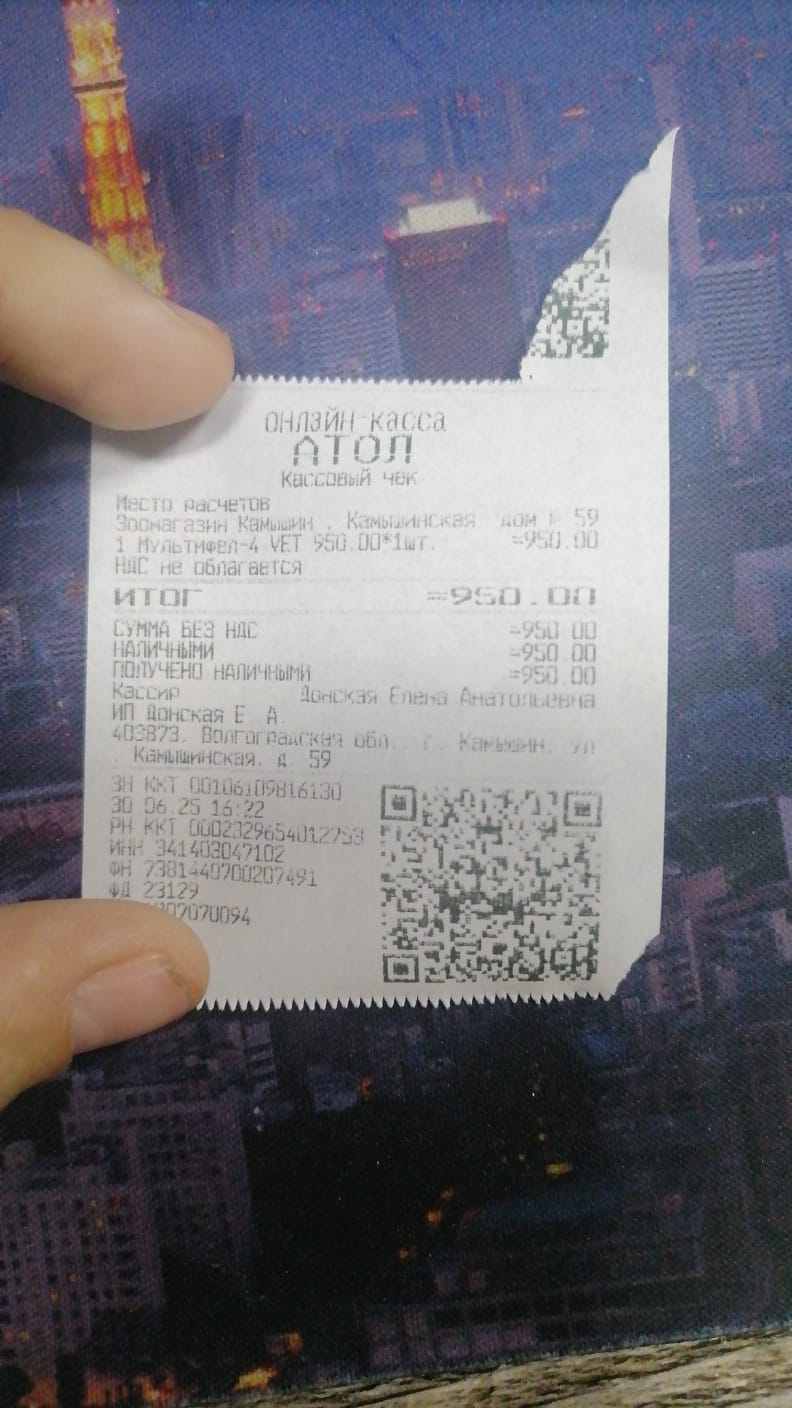 ОНЛАЙН-касса
АТОЛ
Кассовый чек
Место расчетов
Зоомагазин Камышин , Камышинская дом 59
1 Мультифел-4 VET 950.00*1шт. =950.00
НДС не облагается
ИТОГ =950.00
СУММА БЕЗ НДС =950.00
НАЛИЧНЫМИ =950.00
ПОЛУЧЕНО НАЛИЧНЫМИ =950.00
Кассир Донская Елена Анатольевна
ИП Донская Е. А.
403873, Волгоградская обл., г. Камышин, ул
. Камышинская, д. 59
ЗН ККТ 00106109816130
30.06.25 16:22
РН ККТ 0002329654012753
ИНН 341403047102
ФН 7381440700207491
ФД 23129